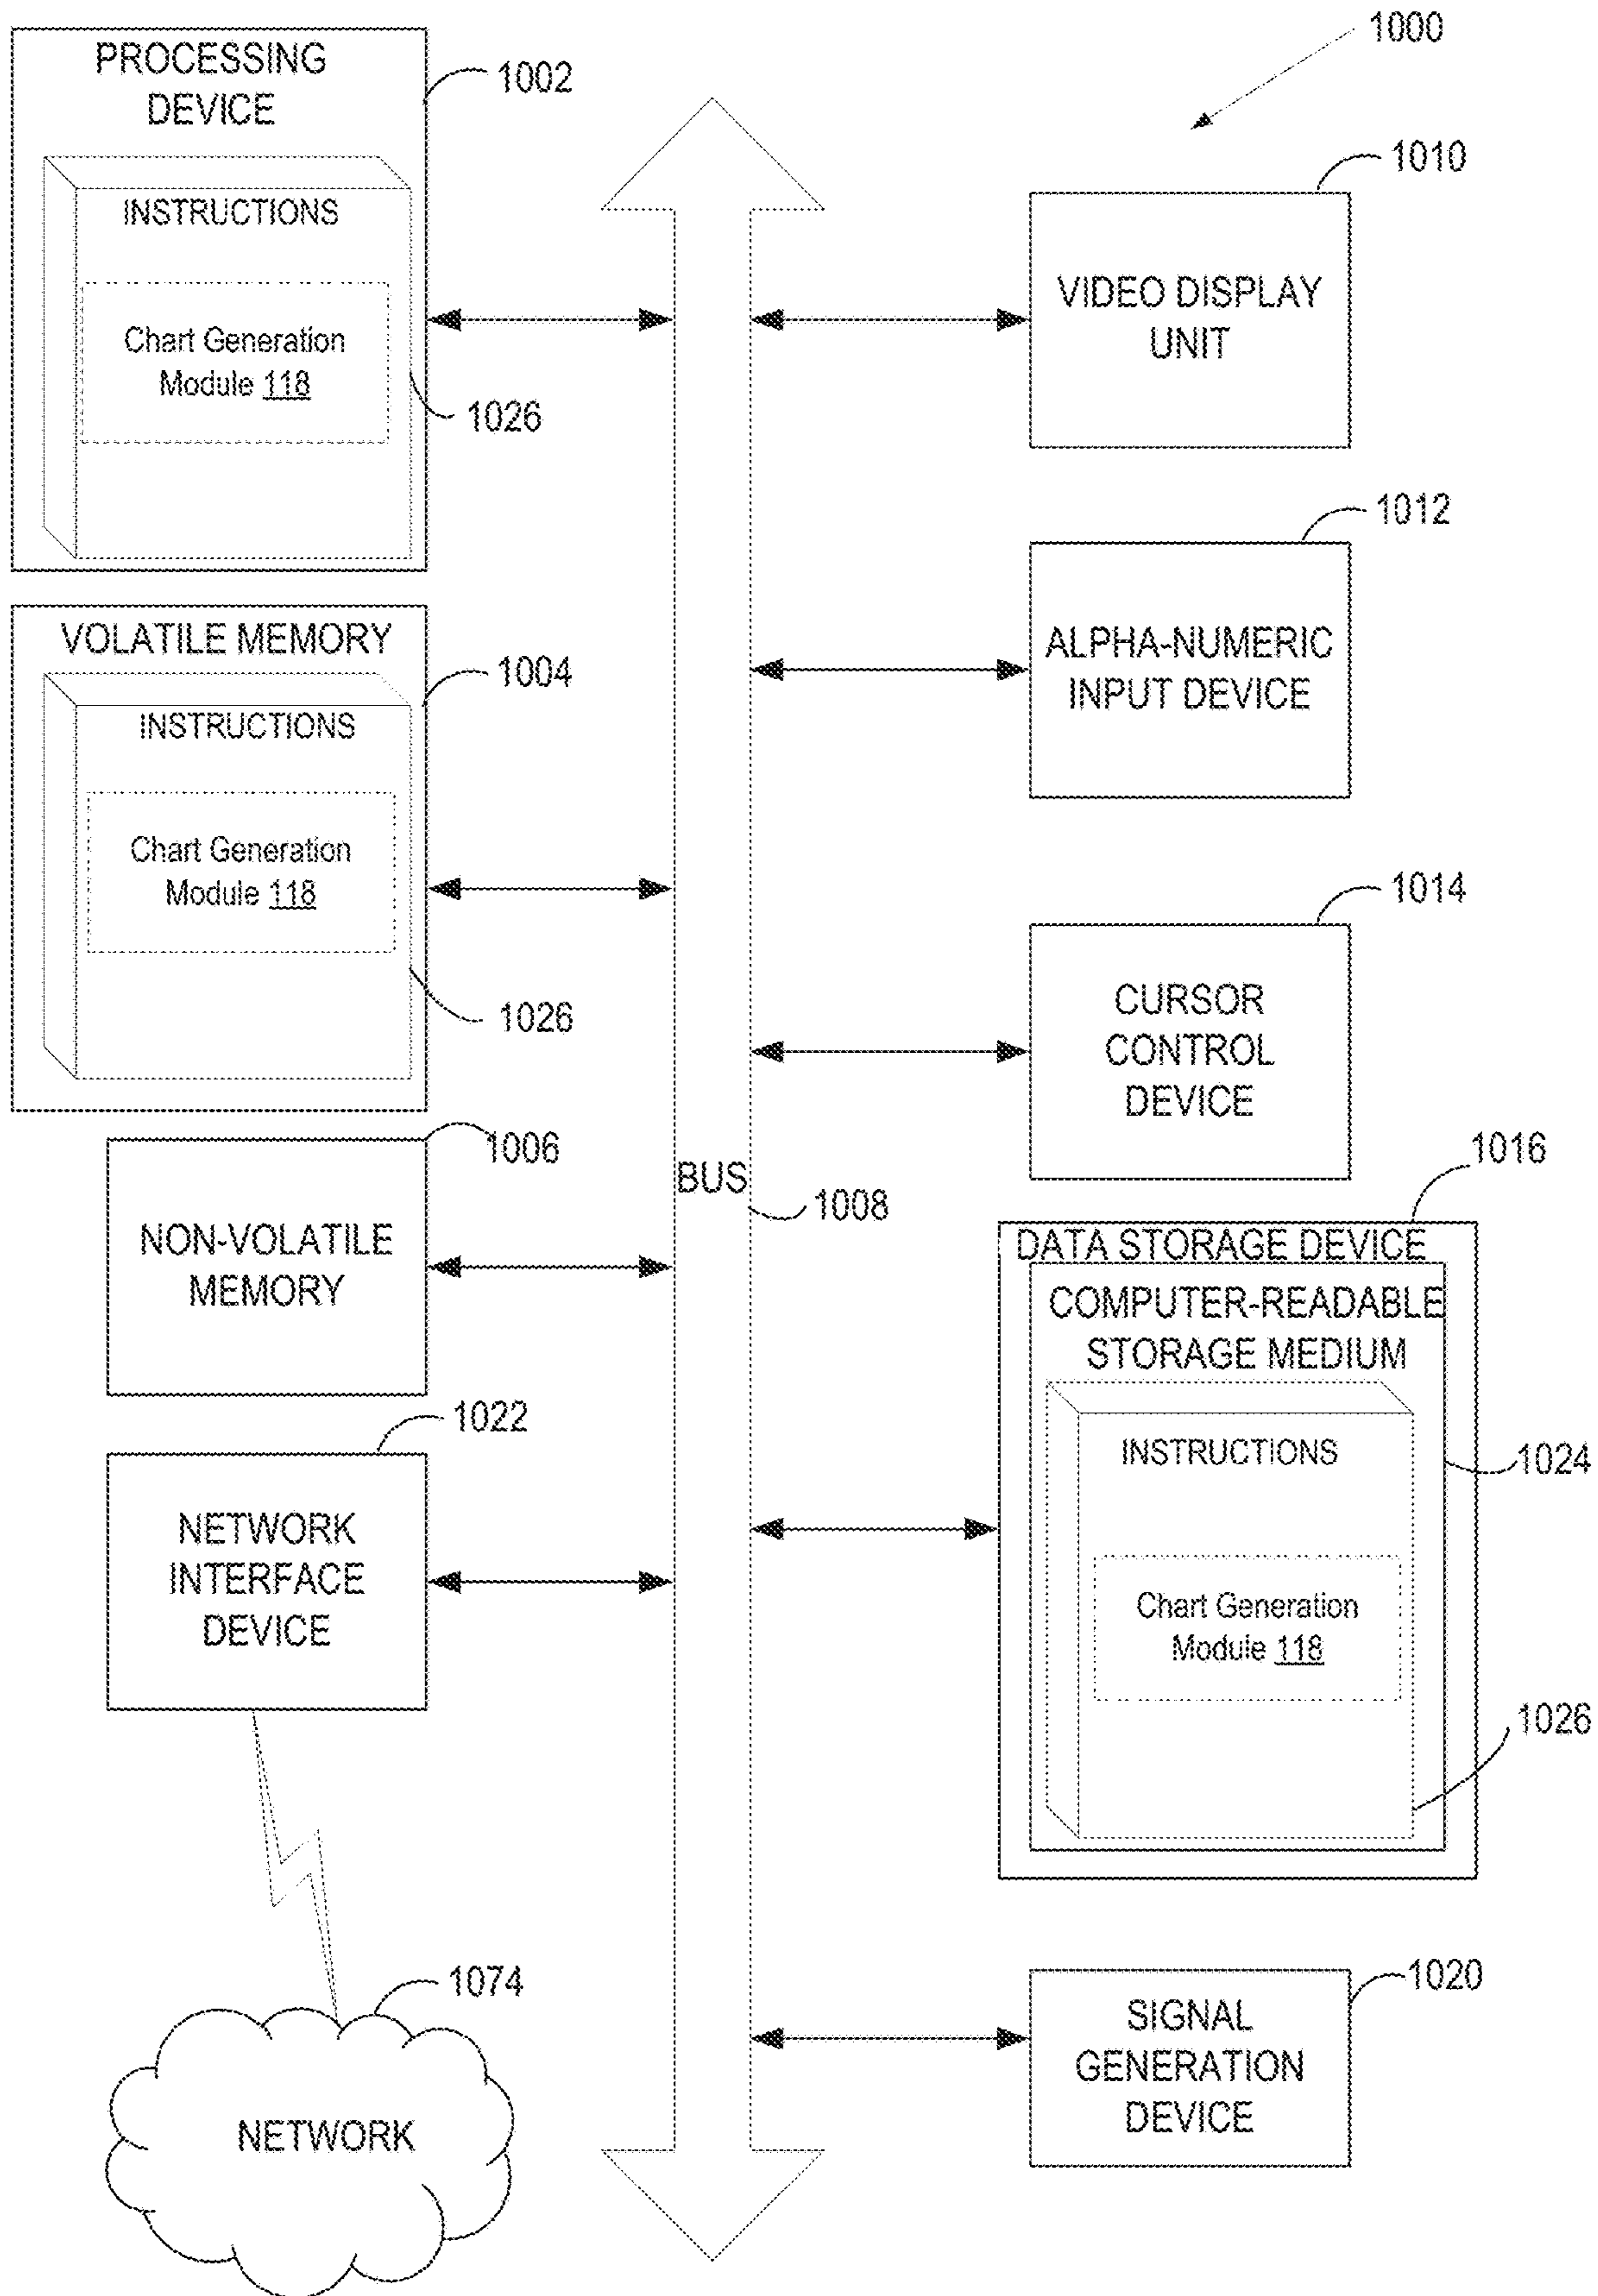 1000
PROCESSING
DEVICE
1002
INSTRUCTIONS
Chart Generation
Module 118
1026
VOLATILE MEMORY
1004
INSTRUCTIONS
Chart Generation
Module 118
1026
1006
NON-VOLATILE
MEMORY
1022
NETWORK
INTERFACE
DEVICE
1074
NETWORK
BUS
1008
1010
VIDEO DISPLAY
UNIT
1012
ALPHA-NUMERIC
INPUT DEVICE
1014
CURSOR
CONTROL
DEVICE
1016
DATA STORAGE DEVICE
COMPUTER-READABLE
STORAGE MEDIUM
INSTRUCTIONS
1024
Chart Generation
Module 118
1026
1020
SIGNAL
GENERATION
DEVICE